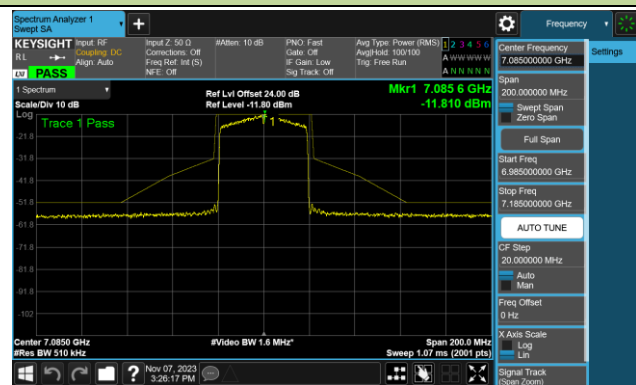 Spectrum Analyzer 1
Swept SA
+
Frequency
KEYSIGHT Input: RF Input Z: 50 Ω #Atten: 10 dB PNO: Fast Avg Type: Power (RMS) 1 2 3 4 5 6
RL Coupling: DC Corrections: Off Gate: Off Avg|Hold: 100/100 A W W W W W
Align: Auto Freq Ref: Int (S) IF Gain: Low Trig: Free Run
LXI PASS NFE: Off Sig Track: Off A N N N N N
1 Spectrum
Scale/Div 10 dB
Ref Lvl Offset 24.00 dB
Ref Level -11.80 dBm
Mkr1 7.085 6 GHz
-11.810 dBm
Log
Trace 1 Pass
1
-21.8
-31.8
-41.8
-51.8
-61.8
-71.8
-81.8
-91.8
-102
Center 7.0850 GHz #Video BW 1.6 MHz* Span 200.0 MHz
#Res BW 510 kHz Sweep 1.07 ms (2001 pts)
Nov 07, 2023
3:26:17 PM
?
Center Frequency
7.085000000 GHz
Settings
Span
200.000000 MHz
Swept Span
Zero Span
Full Span
Start Freq
6.985000000 GHz
Stop Freq
7.185000000 GHz
AUTO TUNE
CF Step
20.000000 MHz
Auto
Man
Freq Offset
0 Hz
X Axis Scale
Log
Lin
Signal Track
(Span Zoom)